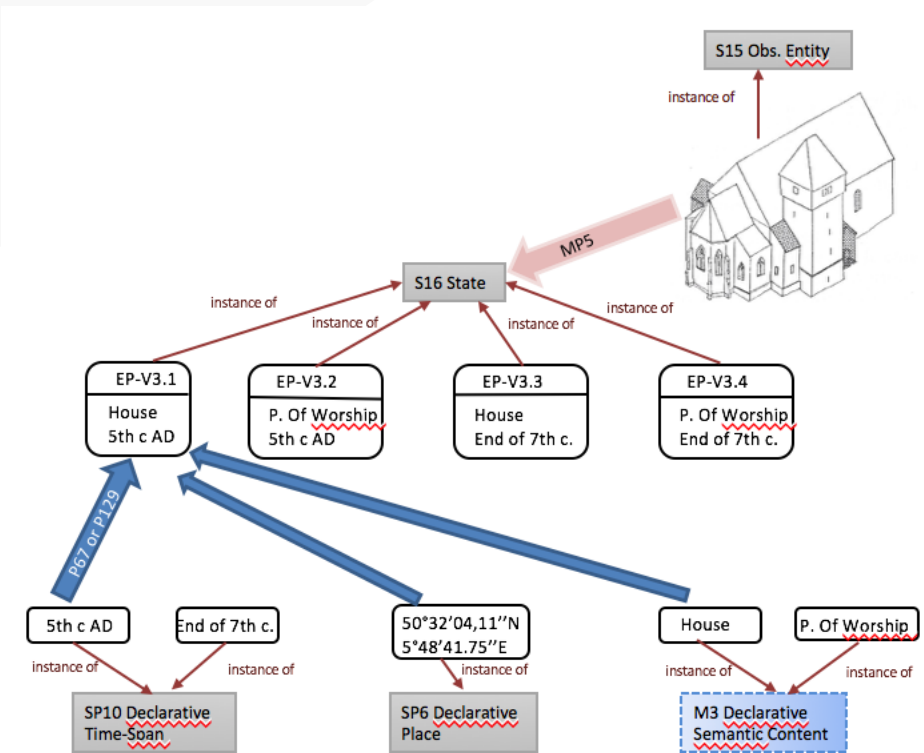 S15 Obs. Entity
instance of
MP5
S16 State
instance of
instance of
instance of
instance of
EP-V3.1
House
5th c AD
EP-V3.2
P. Of Worship
5th c AD
EP-V3.3
House
End of 7th c.
EP-V3.4
P. Of Worship
End of 7th c.
P67 or P129
5th c AD
End of 7th c.
50°32’04,11’’N
5°48’41.75’’E
House
P. Of Worship
instance of
instance of
instance of
instance of
instance of
SP10 Declarative
Time-Span
SP6 Declarative
Place
M3 Declarative
Semantic Content